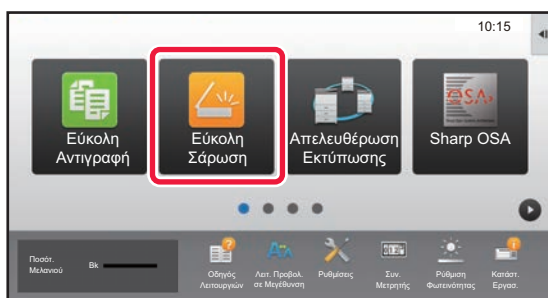 10:15
Εύκολη
Αντιγραφή
Εύκολη
Σάρωση
Απελευθέρωση
Εκτύπωσης
OSA
Sharp OSA
Ποσότ.
Μελανιού
Bk
Οδηγός
Λειτουργιών
Λειτ. Προβολ.
σε Μεγέθυνση
Ρυθμίσεις
Συν.
Μετρητής
Ρύθμιση
Φωτεινότητας
Κατάστ.
Εργασ.